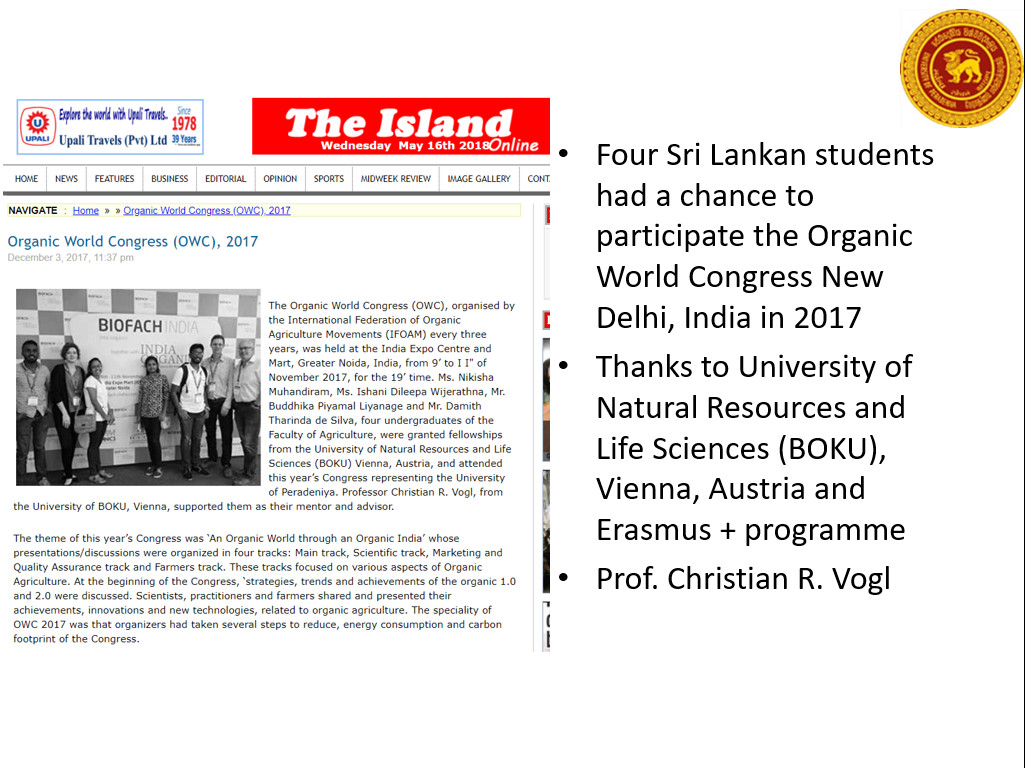 Explore the world with Upali Travels.
Since
1978
39 Years
UPALI
Upali Travels (Pvt) Ltd
The Island
Wednesday May 16th 2018
Online
HOME NEWS FEATURES BUSINESS EDITORIAL OPINION SPORTS MIDWEEK REVIEW IMAGE GALLERY CONT
NAVIGATE : Home » » Organic World Congress (OWC), 2017
Organic World Congress (OWC), 2017
December 3, 2017, 11:37 pm
BIOFACH INDIA
The Organic World Congress (OWC), organised by
the International Federation of Organic
Agriculture Movements (IFOAM) every three
years, was held at the India Expo Centre and
Mart, Greater Noida, India, from 9' to I I" of
November 2017, for the 19' time. Ms. Nikisha
Muhandiram, Ms. Ishani Dileepa Wijerathna, Mr.
Buddhika Piyamal Liyanage and Mr. Damith
Tharinda de Silva, four undergraduates of the
Faculty of Agriculture, were granted fellowships
from the University of Natural Resources and Life
Sciences (BOKU) Vienna, Austria, and attended
this year's Congress representing the University
of Peradeniya. Professor Christian R. Vogl, from
the University of BOKU, Vienna, supported them as their mentor and advisor.
The theme of this year's Congress was `An Organic World through an Organic India' whose
presentations/discussions were organized in four tracks: Main track, Scientific track, Marketing and
Quality Assurance track and Farmers track. These tracks focused on various aspects of Organic
Agriculture. At the beginning of the Congress, `strategies, trends and achievements of the organic 1.0
and 2.0 were discussed. Scientists, practitioners and farmers shared and presented their
achievements, innovations and new technologies, related to organic agriculture. The speciality of
OWC 2017 was that organizers had taken several steps to reduce, energy consumption and carbon
footprint of the Congress.
• Four Sri Lankan students
had a chance to
participate the Organic
World Congress New
Delhi, India in 2017
• Thanks to University of
Natural Resources and
Life Sciences (BOKU),
Vienna, Austria and
Erasmus + programme
• Prof. Christian R. Vogl